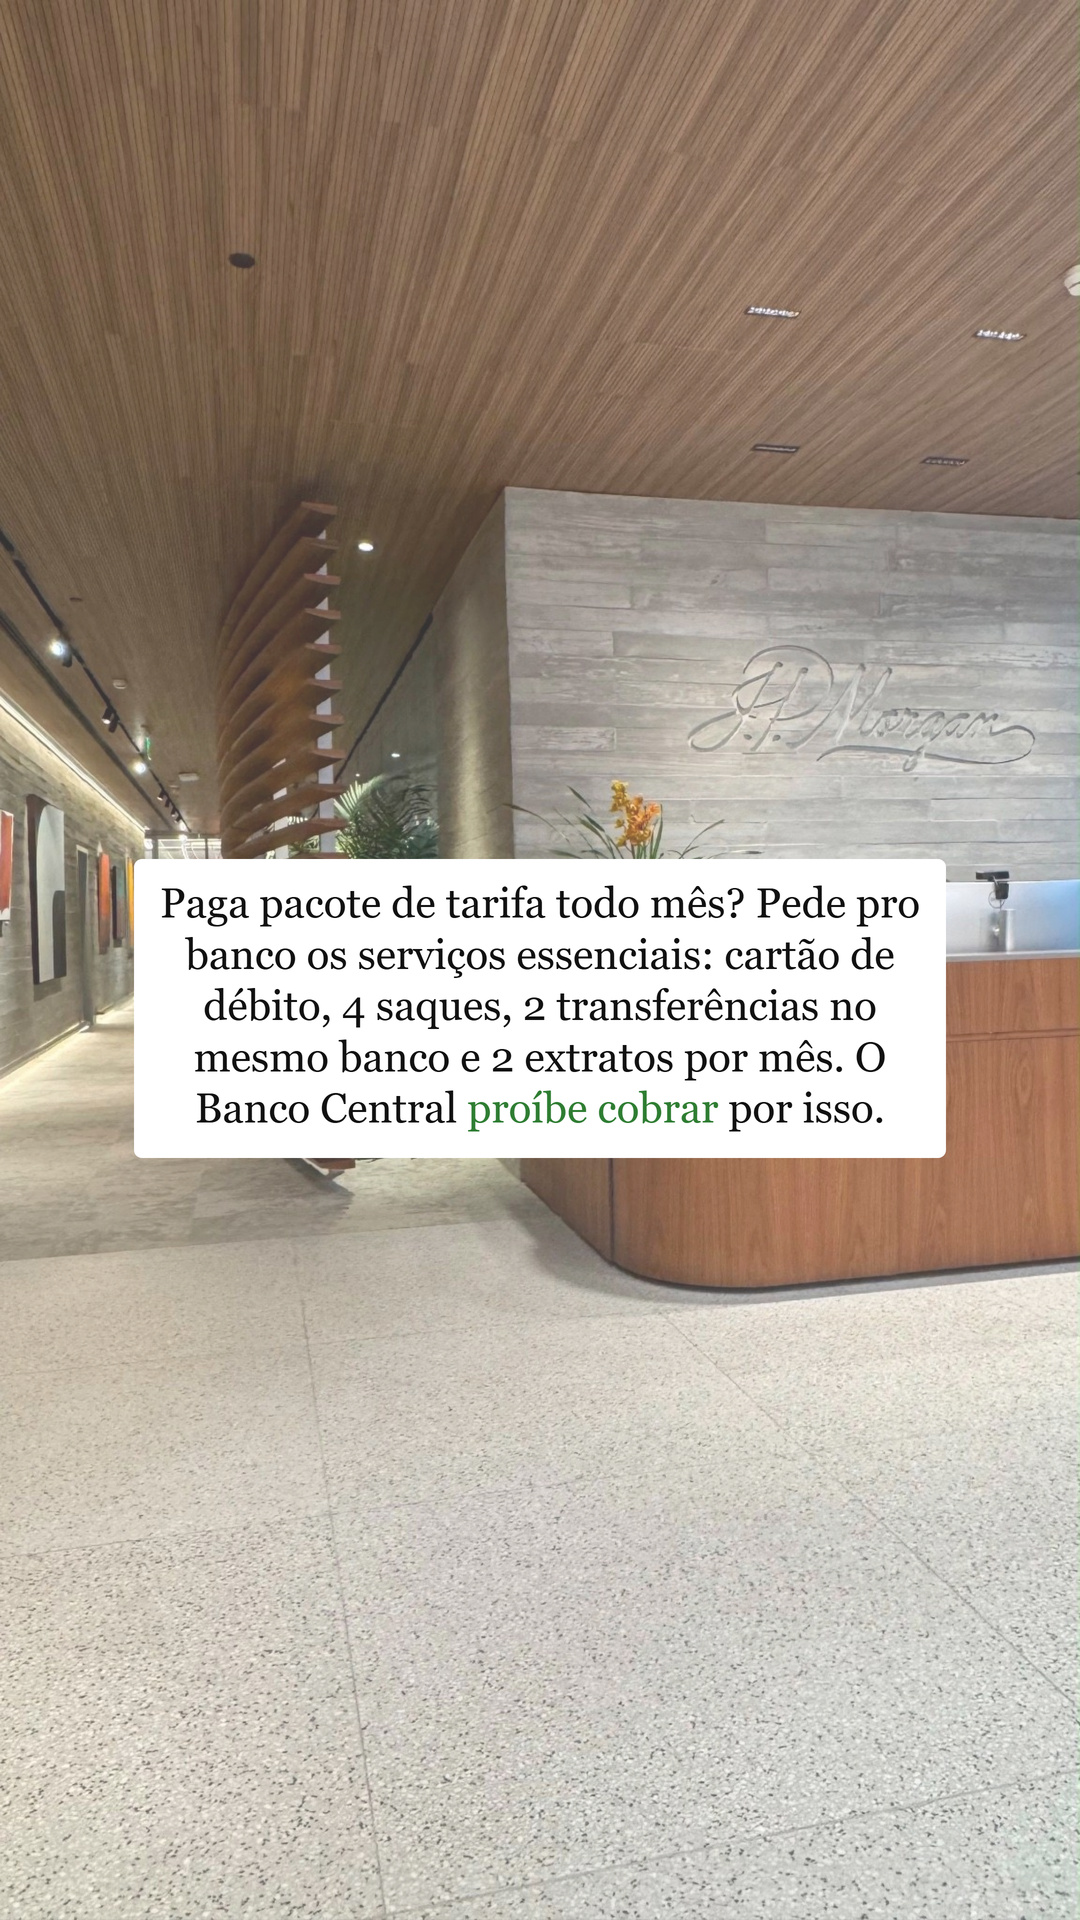 J.P. Morgan
Paga pacote de tarifa todo mês? Pede pro
banco os serviços essenciais: cartão de
débito, 4 saques, 2 transferências no
mesmo banco e 2 extratos por mês. O
Banco Central proíbe cobrar por isso.